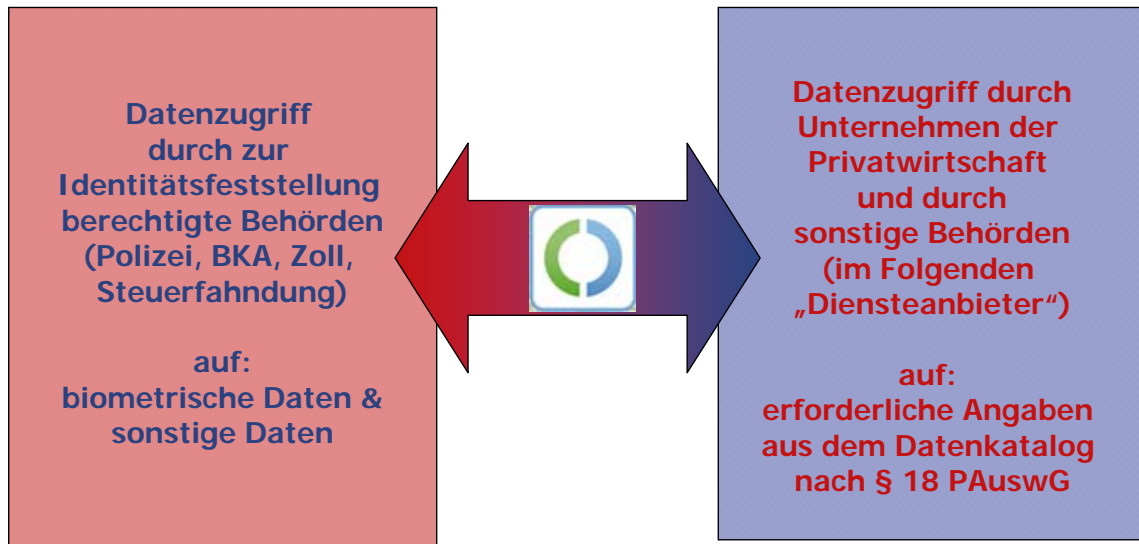 Datenzugriff
durch zur
Identitätsfeststellung
berechtigte Behörden
(Polizei, BKA, Zoll,
Steuerfahndung)
auf:
biometrische Daten &
sonstige Daten
Datenzugriff durch
Unternehmen der
Privatwirtschaft
und durch
sonstige Behörden
(im Folgenden
„Diensteanbieter“)
auf:
erforderliche Angaben
aus dem Datenkatalog
nach § 18 PAuswG